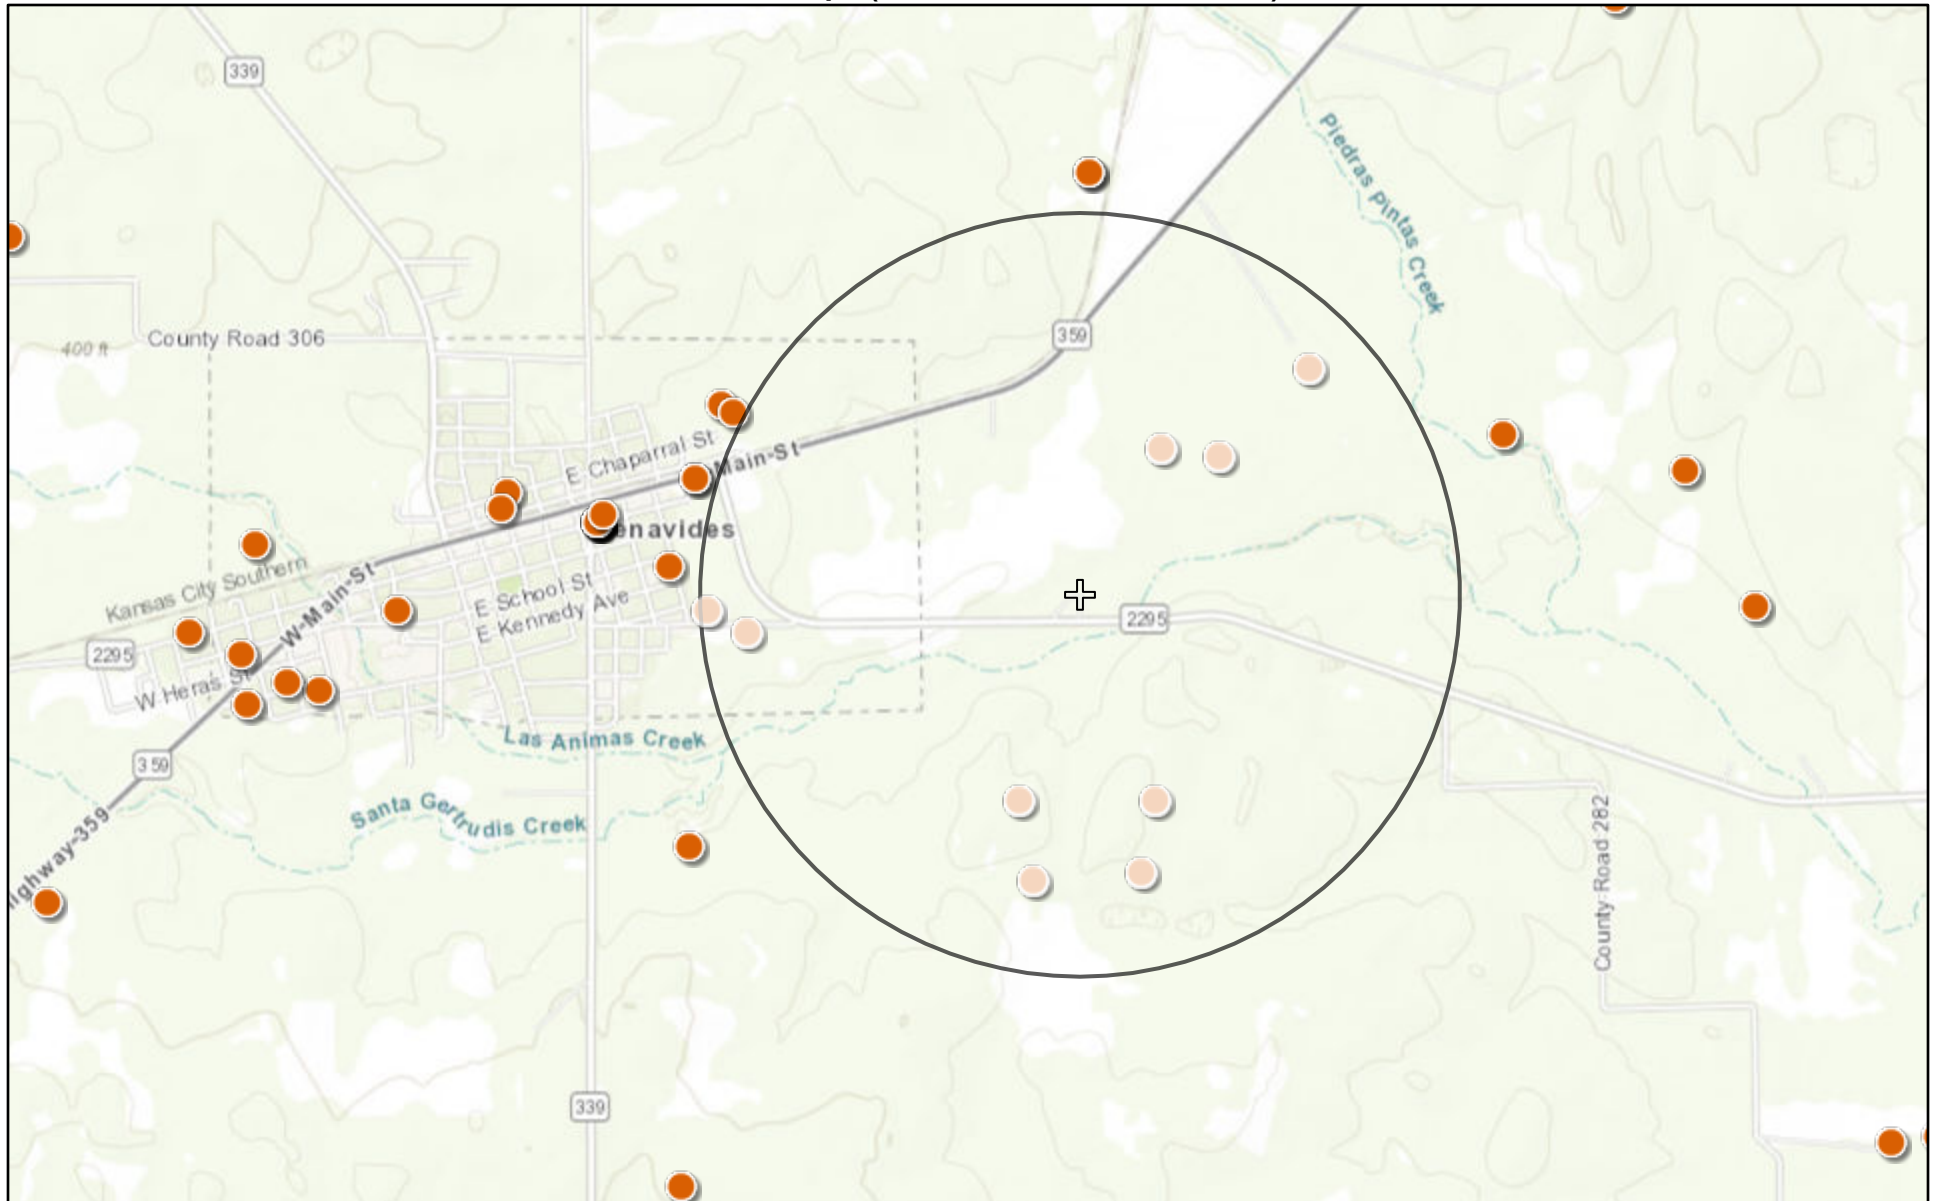 339
Piedras Pintas Creek
County Road 306
400 ft
359
E Chaparral St
Main-St
Benavides
Kansas City Southern
W-Main-St
E School St
E Kennedy Ave
2295
2295
W Heras St
Las Animas Creek
359
Santa Gertrudis Creek
Highway-359
County Road 282
339